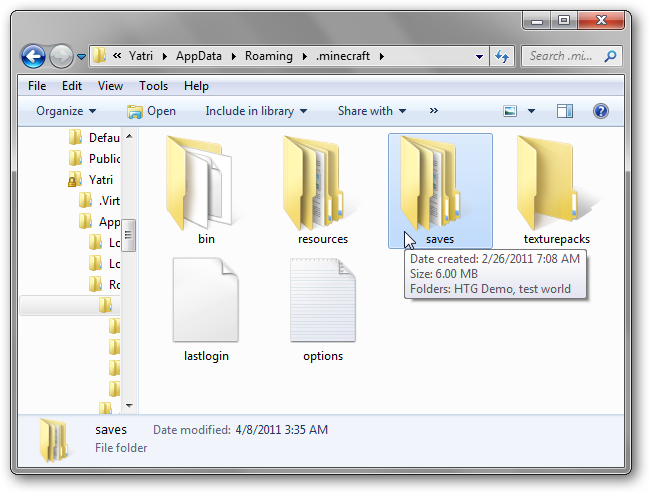 « Yatri ▸ AppData ▸ Roaming ▸ .minecraft ▸
Search .mi...
File Edit View Tools Help
Organize Open Include in library Share with »
Defau
Public
Yatri
.Virt
App
Lo
Lo
Ro
bin
resources
saves
texturepacks
Date created: 2/26/2011 7:08 AM
Size: 6.00 MB
Folders: HTG Demo, test world
lastlogin
options
saves Date modified: 4/8/2011 3:35 AM
File folder